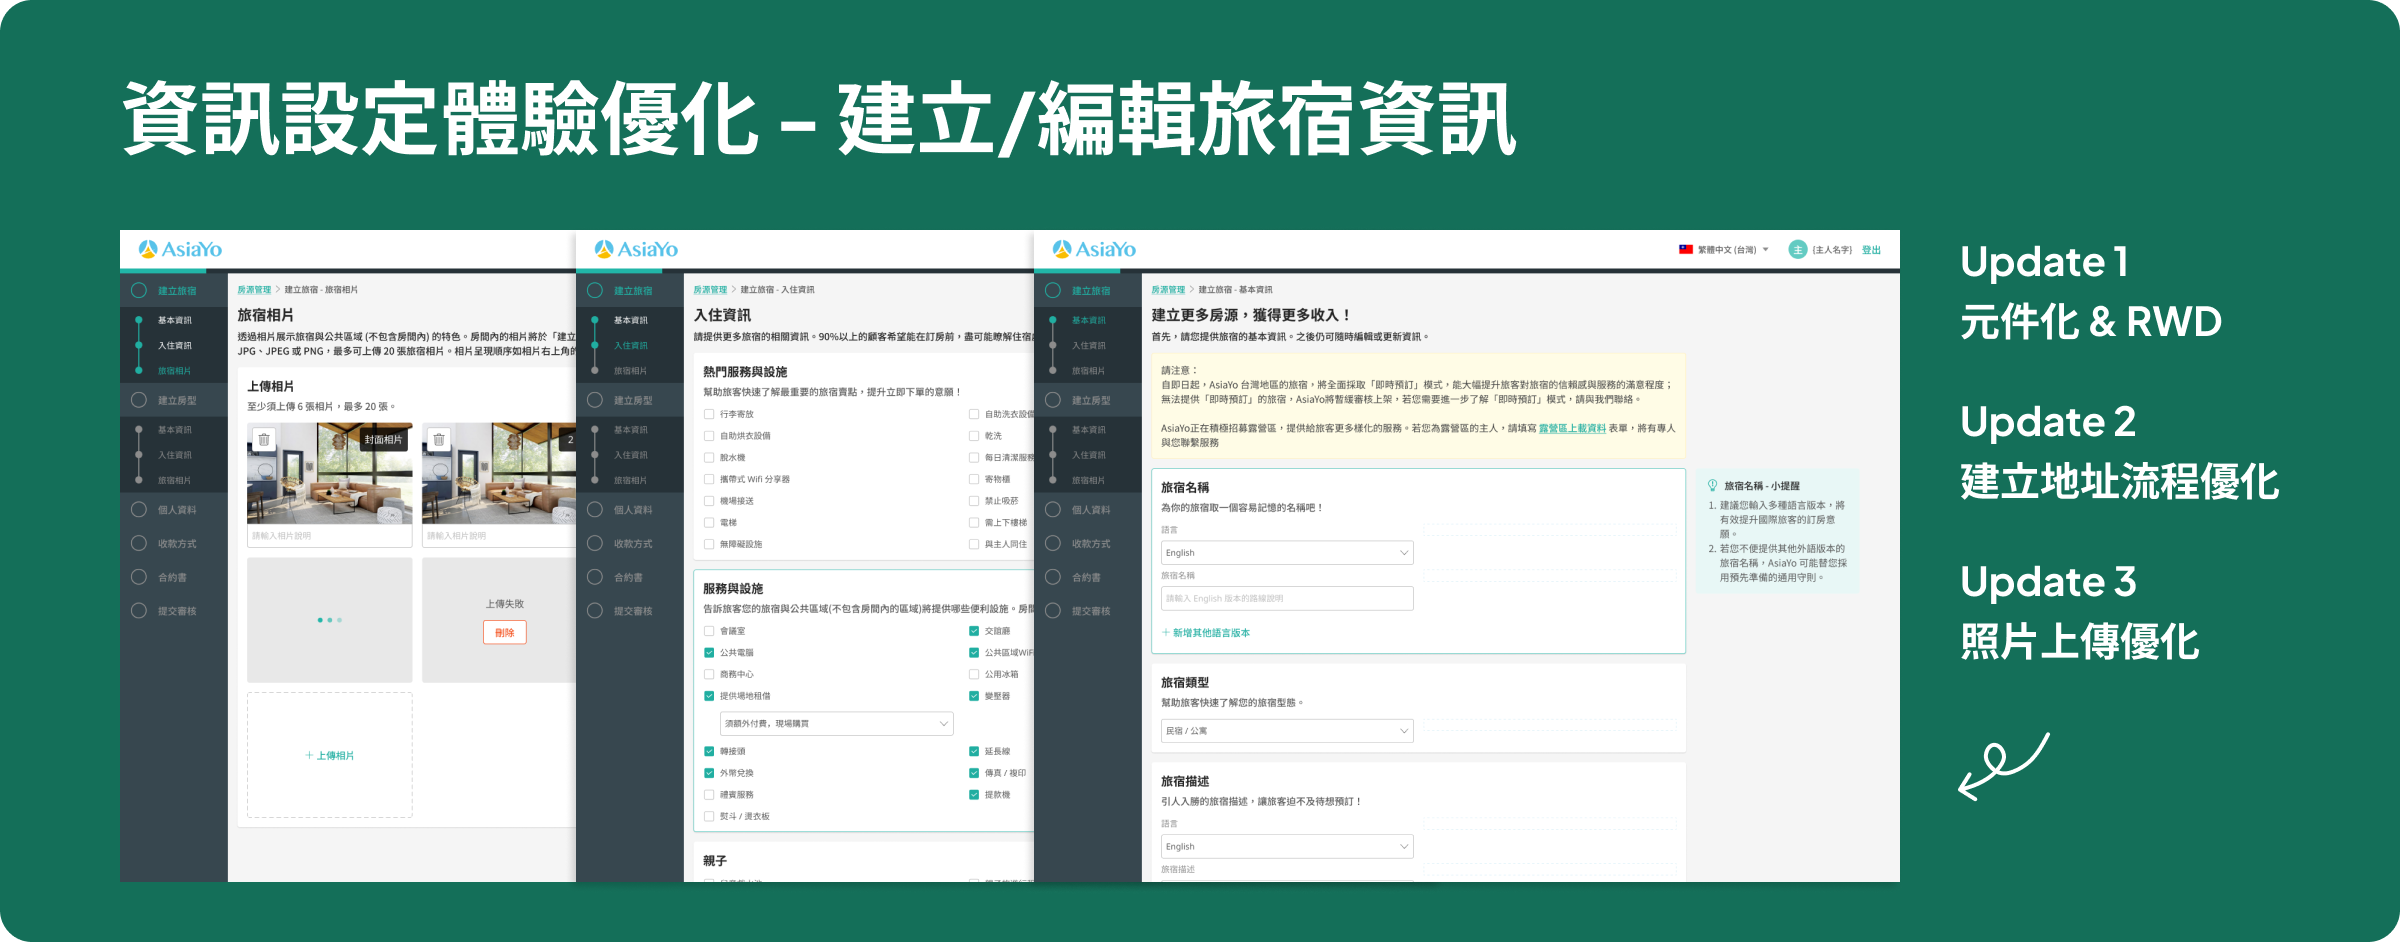 資訊設定體驗優化 – 建立/編輯旅宿資訊
AsiaYo
建立旅宿
基本資訊
入住資訊
旅宿相片
建立房型
基本資訊
入住資訊
旅宿相片
個人資料
收款方式
合約書
提交審核
房源管理 > 建立旅宿 - 旅宿相片
旅宿相片
透過相片展示旅宿與公共區域 (不包含房間內) 的特色。房間內的相片將於「建立
JPG、JPEG 或 PNG，最多可上傳 20 張旅宿相片。相片呈現順序如相片右上角的
上傳相片
至少須上傳 6 張相片，最多 20 張。
封面相片
2
請輸入相片說明
請輸入相片說明
上傳失敗
刪除
+ 上傳相片
AsiaYo
建立旅宿
基本資訊
入住資訊
旅宿相片
建立房型
基本資訊
入住資訊
旅宿相片
個人資料
收款方式
合約書
提交審核
房源管理 > 建立旅宿 - 入住資訊
入住資訊
請提供更多旅宿的相關資訊。90%以上的顧客希望能在訂房前，盡可能瞭解住宿
熱門服務與設施
幫助旅客快速了解最重要的旅宿賣點，提升立即下單的意願！
行李寄放
自助洗衣設備
自助烘衣設備
乾洗
脫水機
每日清潔服務
攜帶式 Wifi 分享器
寄物櫃
機場接送
禁止吸菸
電梯
需上下樓梯
無障礙設施
與主人同住
服務與設施
告訴旅客您的旅宿與公共區域(不包含房間內的區域)將提供哪些便利設施。房間
會議室
交誼廳
公共電腦
公共區域WiFi
商務中心
公用冰箱
提供場地租借
變壓器
須額外付費，現場購買
轉接頭
延長線
外幣兌換
傳真 / 複印
禮賓服務
提款機
熨斗 / 燙衣板
親子
AsiaYo
繁體中文 (台灣)
主
{主人名字}
登出
建立旅宿
基本資訊
入住資訊
旅宿相片
建立房型
基本資訊
入住資訊
旅宿相片
個人資料
收款方式
合約書
提交審核
房源管理 > 建立旅宿 - 基本資訊
建立更多房源，獲得更多收入！
首先，請您提供旅宿的基本資訊。之後仍可隨時編輯或更新資訊。
請注意：
自即日起，AsiaYo 台灣地區的旅宿，將全面採取「即時預訂」模式，能大幅提升旅客對旅宿的信賴感與服務的滿意程度；
無法提供「即時預訂」的旅宿，AsiaYo將暫緩審核上架，若您需要進一步了解「即時預訂」模式，請與我們聯絡。
AsiaYo正在積極招募露營區，提供給旅客更多樣化的服務。若您為露營區的主人，請填寫 露營區上載資料 表單，將有專人
與您聯繫服務
旅宿名稱
為你的旅宿取一個容易記憶的名稱吧！
語言
English
旅宿名稱
請輸入 English 版本的路線說明
+ 新增其他語言版本
旅宿名稱 - 小提醒
1. 建議您輸入多種語言版本，將
有效提升國際旅客的訂房意
願。
2. 若您不便提供其他外語版本的
旅宿名稱，AsiaYo 可能替您採
用預先準備的通用守則。
旅宿類型
幫助旅客快速了解您的旅宿型態。
民宿 / 公寓
旅宿描述
引人入勝的旅宿描述，讓旅客迫不及待想預訂！
語言
English
旅宿描述
Update 1
元件化 & RWD
Update 2
建立地址流程優化
Update 3
照片上傳優化